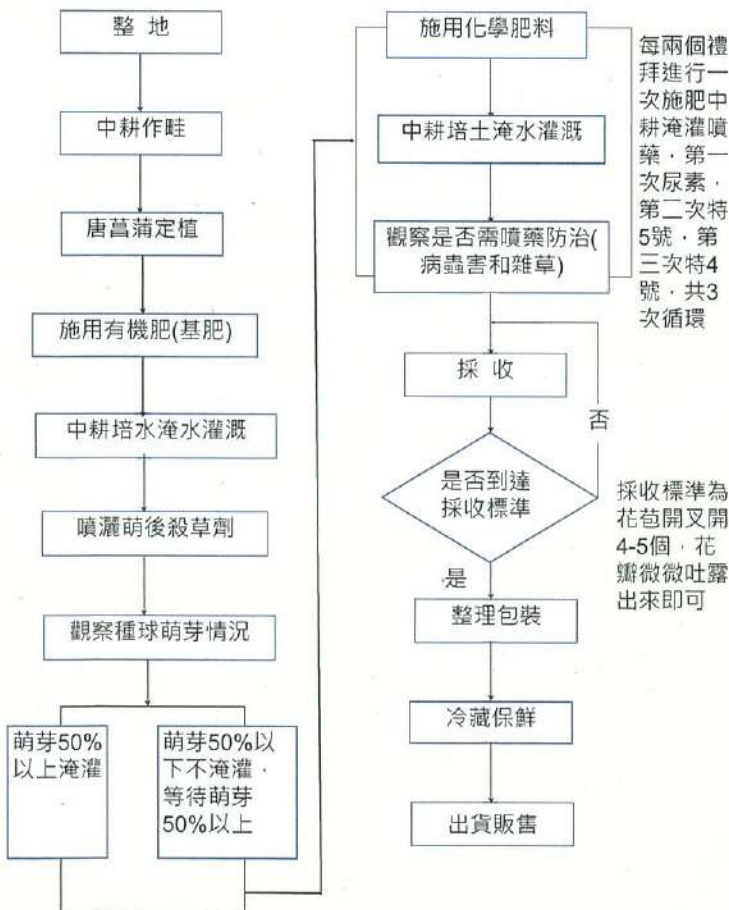 整 地
中耕作畦
唐菖蒲定植
施用有機肥(基肥)
中耕培水淹水灌溉
噴灑萌後殺草劑
觀察種球萌芽情況
萌芽50%
以上淹灌
萌芽50%以
下不淹灌，
等待萌芽
50%以上
施用化學肥料
中耕培土淹水灌溉
觀察是否需噴藥防治(
病蟲害和雜草)
每兩個禮
拜進行一
次施肥中
耕淹灌噴
藥，第一
次尿素，
第二次特
5號，第
三次特4
號，共3
次循環
採 收
否
是否到達
採收標準
採收標準為
花苞開叉開
4-5個，花
瓣微微吐露
出來即可
是
整理包裝
冷藏保鮮
出貨販售